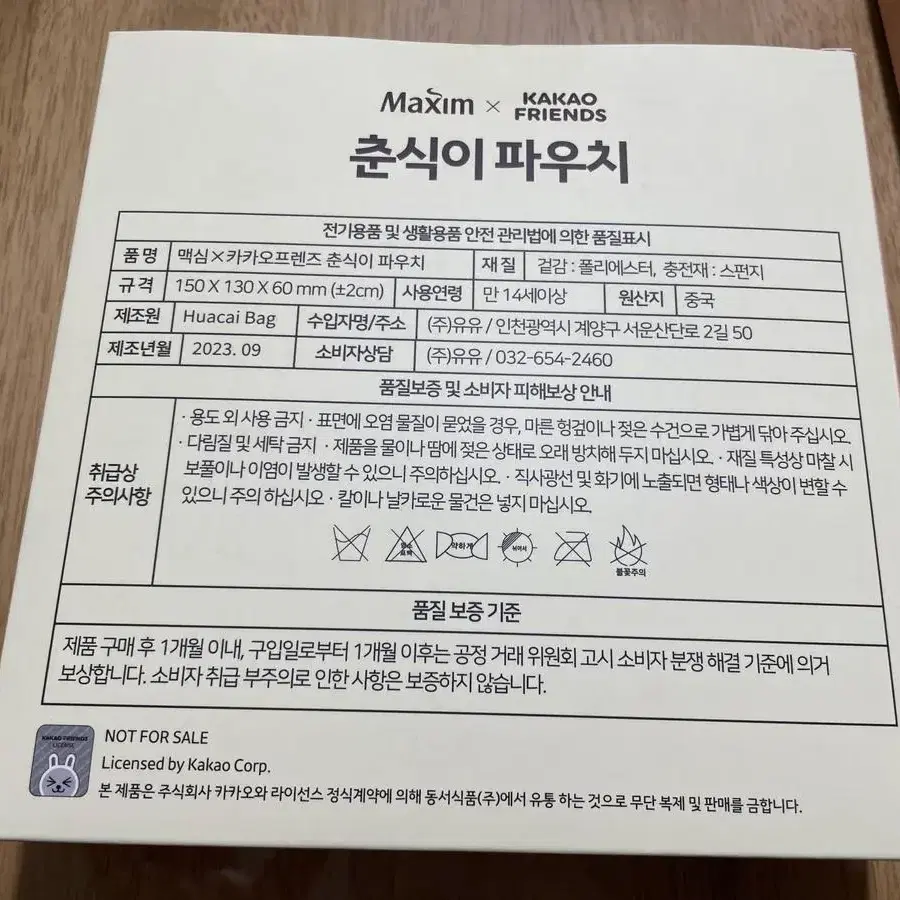 Maxim × KAKAO FRIENDS
춘식이 파우치
전기용품 및 생활용품 안전 관리법에 의한 품질표시
품 명 맥심×카카오프렌즈 춘식이 파우치 재 질 겉감 : 폴리에스터, 충전재 : 스펀지
규 격 150 X 130 X 60 mm (±2cm) 사용연령 만 14세이상 원산지 중국
제조원 Huacai Bag 수입자명/주소 (주)유유 / 인천광역시 계양구 서운산단로 2길 50
제조년월 2023. 09 소비자상담 (주)유유 / 032-654-2460
품질보증 및 소비자 피해보상 안내
취급상 주의사항
· 용도 외 사용 금지 · 표면에 오염 물질이 묻었을 경우, 마른 헝겊이나 젖은 수건으로 가볍게 닦아 주십시오.
· 다림질 및 세탁 금지 · 제품을 물이나 땀에 젖은 상태로 오래 방치해 두지 마십시오. · 재질 특성상 마찰 시
보풀이나 이염이 발생할 수 있으니 주의하십시오. · 직사광선 및 화기에 노출되면 형태나 색상이 변할 수
있으니 주의 하십시오 · 칼이나 날카로운 물건은 넣지 마십시오.
염소 표백 약하게 뉘어서
불꽃주의
품질 보증 기준
제품 구매 후 1개월 이내, 구입일로부터 1개월 이후는 공정 거래 위원회 고시 소비자 분쟁 해결 기준에 의거
보상합니다. 소비자 취급 부주의로 인한 사항은 보증하지 않습니다.
KAKAO FRIENDS
LICENSE
NOT FOR SALE
Licensed by Kakao Corp.
본 제품은 주식회사 카카오와 라이선스 정식계약에 의해 동서식품(주)에서 유통 하는 것으로 무단 복제 및 판매를 금합니다.